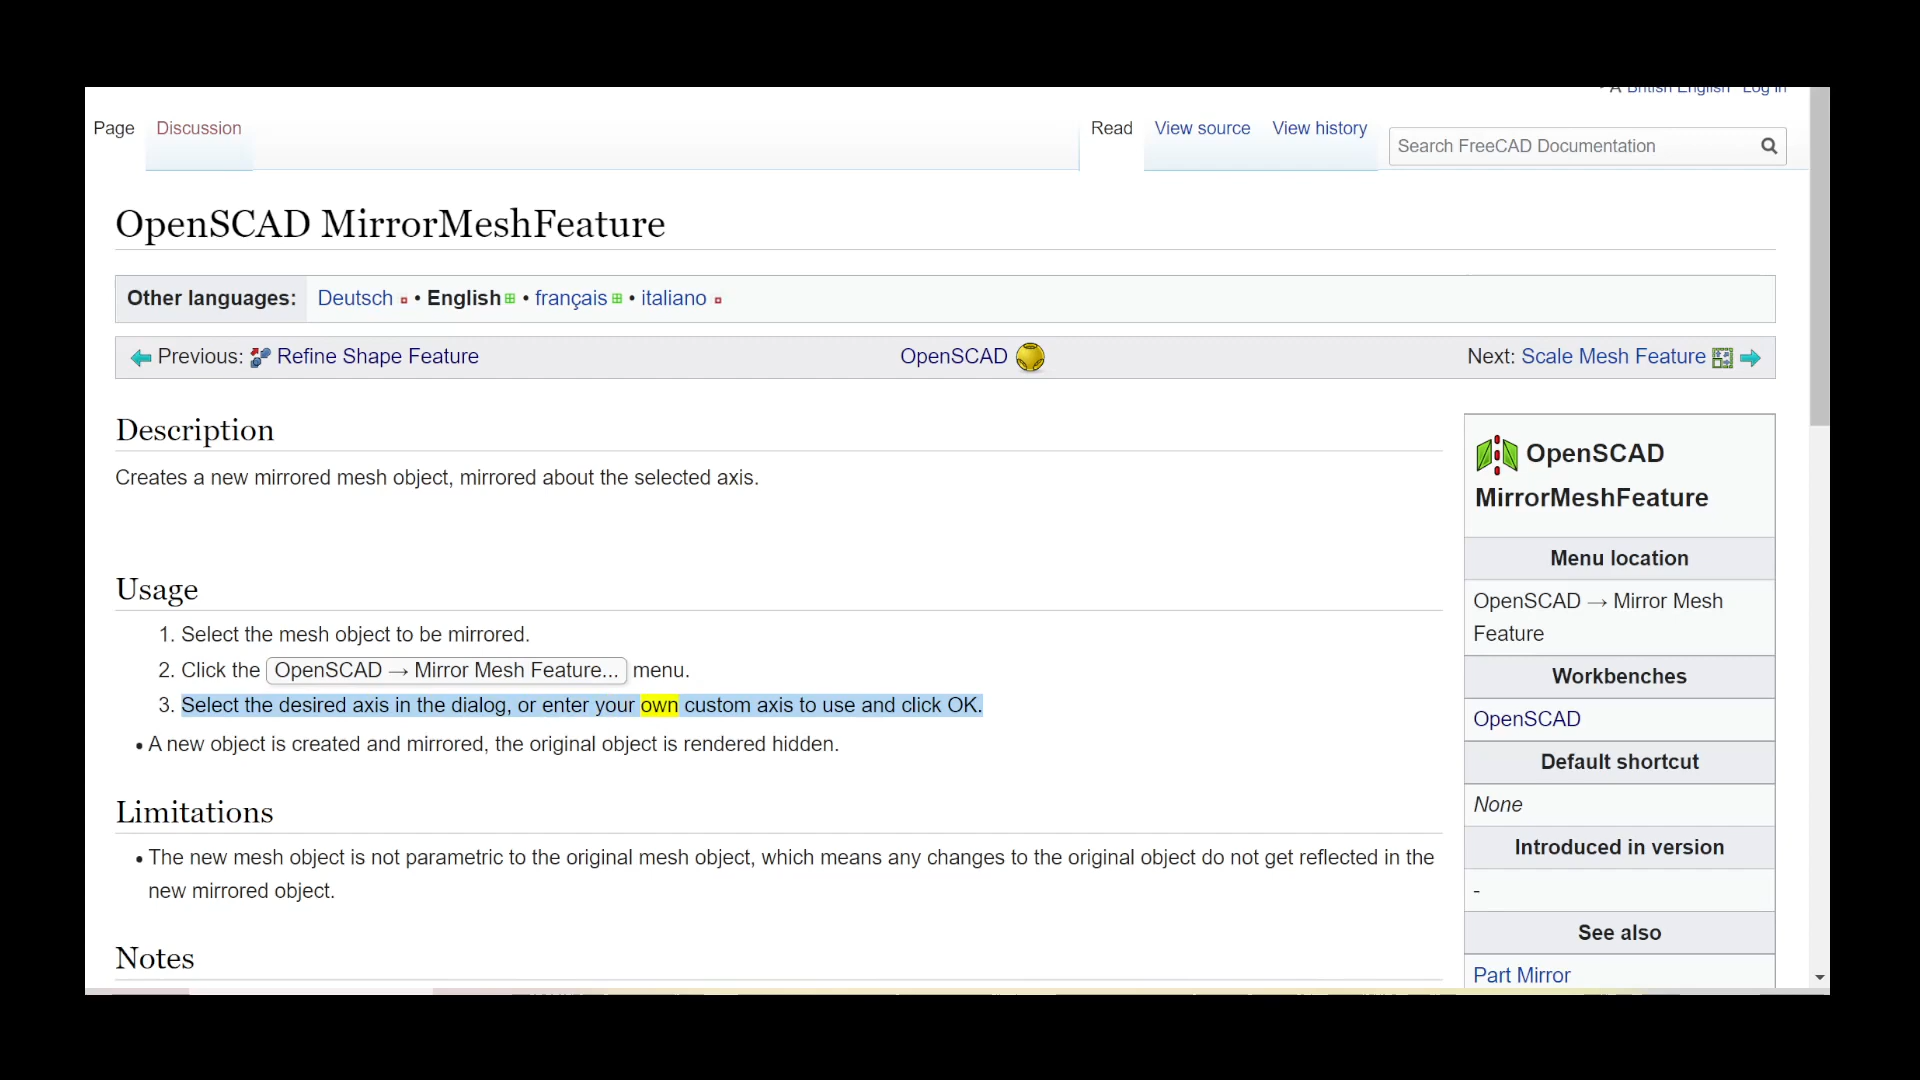 A British English Log in
Page Discussion Read View source View history
Search FreeCAD Documentation
OpenSCAD MirrorMeshFeature
Other languages: Deutsch • English • français • italiano
Previous: Refine Shape Feature OpenSCAD Next: Scale Mesh Feature
Description
Creates a new mirrored mesh object, mirrored about the selected axis.
Usage
1. Select the mesh object to be mirrored.
2. Click the OpenSCAD → Mirror Mesh Feature... menu.
3. Select the desired axis in the dialog, or enter your own custom axis to use and click OK.
• A new object is created and mirrored, the original object is rendered hidden.
Limitations
• The new mesh object is not parametric to the original mesh object, which means any changes to the original object do not get reflected in the
new mirrored object.
Notes
OpenSCAD
MirrorMeshFeature
Menu location
OpenSCAD → Mirror Mesh
Feature
Workbenches
OpenSCAD
Default shortcut
None
Introduced in version
-
See also
Part Mirror